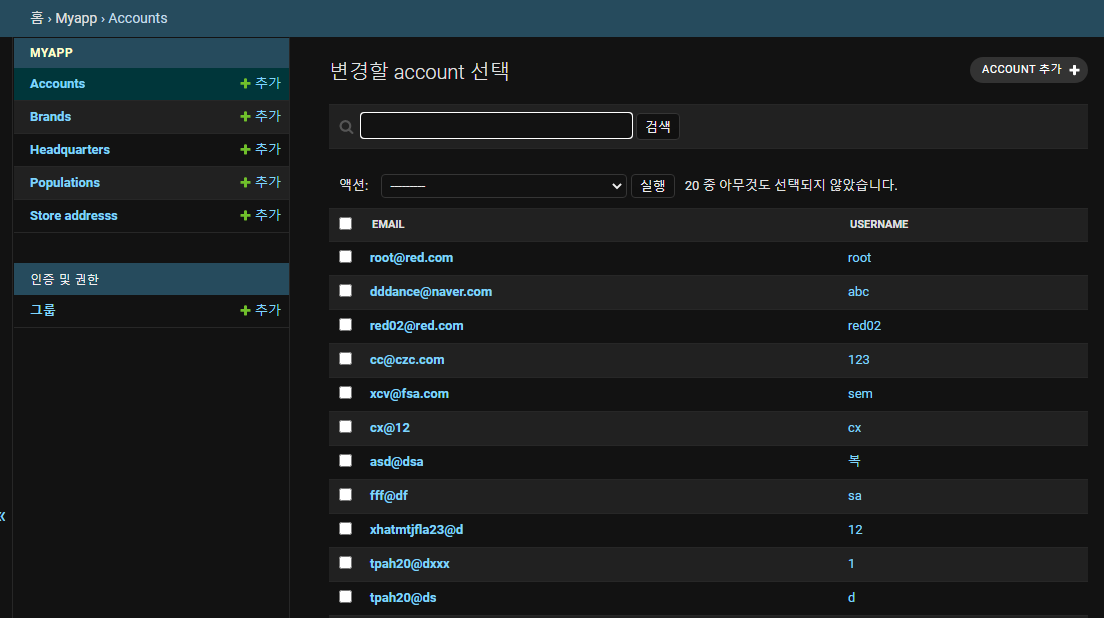 홈 › Myapp › Accounts
MYAPP
Accounts + 추가
Brands + 추가
Headquarters + 추가
Populations + 추가
Store addresss + 추가
인증 및 권한
그룹 + 추가
«
변경할 account 선택
ACCOUNT 추가 +
검색
액션: --------- 실행 20 중 아무것도 선택되지 않았습니다.
EMAIL USERNAME
root@red.com root
dddance@naver.com abc
red02@red.com red02
cc@czc.com 123
xcv@fsa.com sem
cx@12 cx
asd@dsa 복
fff@df sa
xhatmtjfla23@d 12
tpah20@dxxx 1
tpah20@ds d